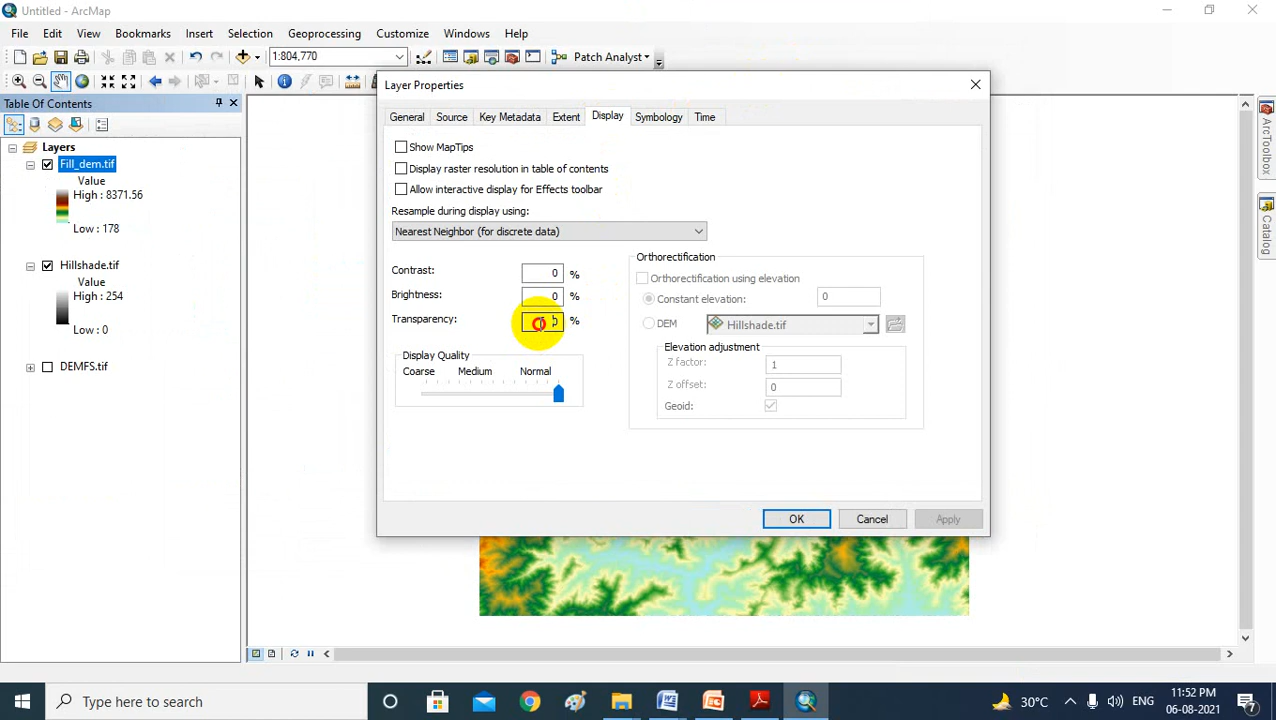 Untitled - ArcMap
File Edit View Bookmarks Insert Selection Geoprocessing Customize Windows Help
1:804,770 Patch Analyst
Table Of Contents
Layers
Fill_dem.tif
Value
High : 8371.56
Low : 178
Hillshade.tif
Value
High : 254
Low : 0
DEMFS.tif
Layer Properties
General Source Key Metadata Extent Display Symbology Time
Show MapTips
Display raster resolution in table of contents
Allow interactive display for Effects toolbar
Resample during display using:
Nearest Neighbor (for discrete data)
Contrast: 0 %
Brightness: 0 %
Transparency: %
Display Quality
Coarse Medium Normal
Orthorectification
Orthorectification using elevation
Constant elevation: 0
DEM Hillshade.tif
Elevation adjustment
Z factor: 1
Z offset: 0
Geoid:
OK Cancel Apply
ArcToolbox
Catalog
Type here to search
30°C ENG
11:52 PM
06-08-2021
7